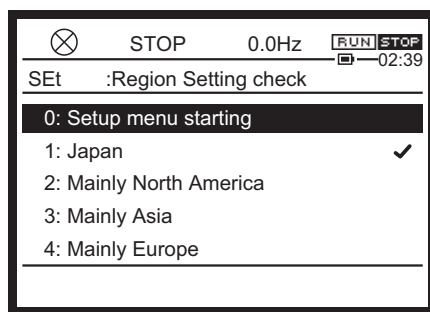 STOP 0.0Hz RUN STOP
02:39
SEt :Region Setting check
0: Setup menu starting
1: Japan
2: Mainly North America
3: Mainly Asia
4: Mainly Europe